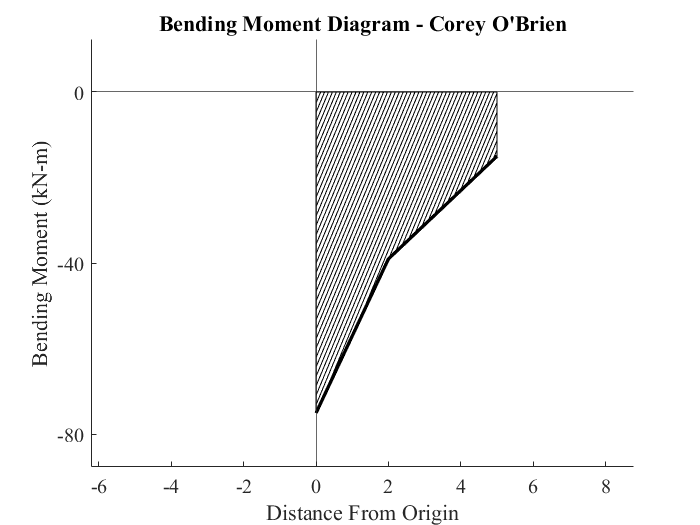 Bending Moment Diagram - Corey O'Brien
Bending Moment (kN-m)
0
-40
-80
-6 -4 -2 0 2 4 6 8
Distance From Origin